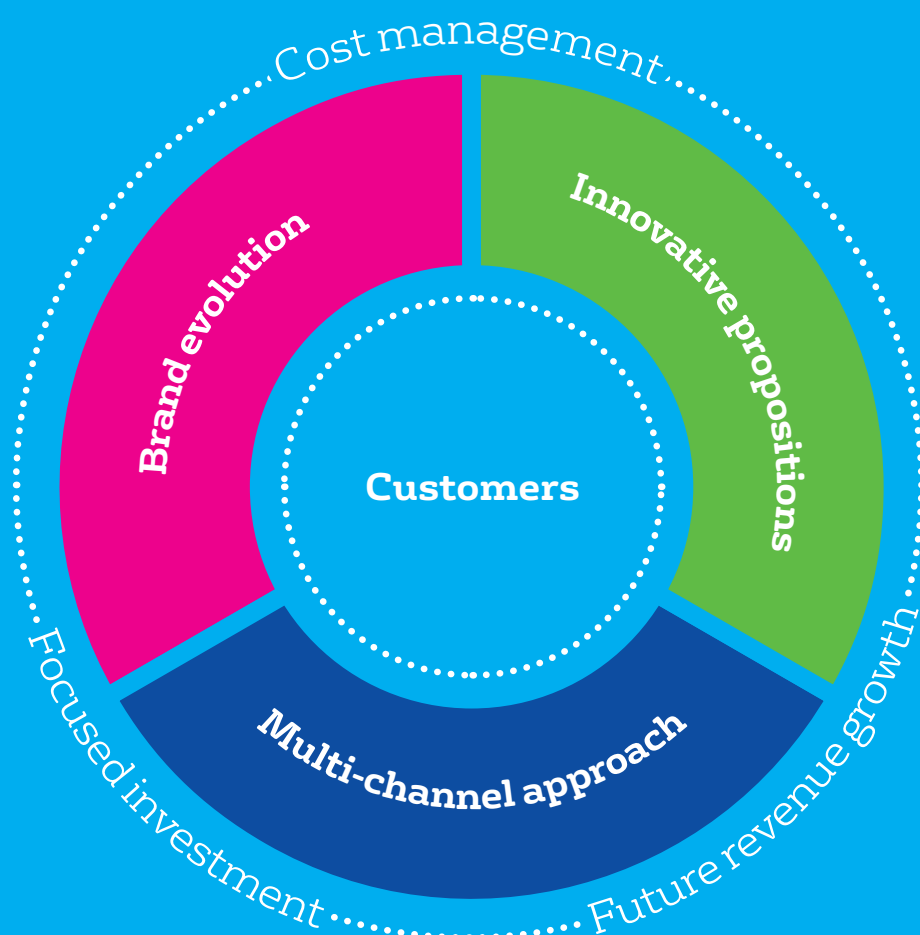 Cost management
Brand evolution
Innovative propositions
Customers
Multi-channel approach
Focused investment
Future revenue growth